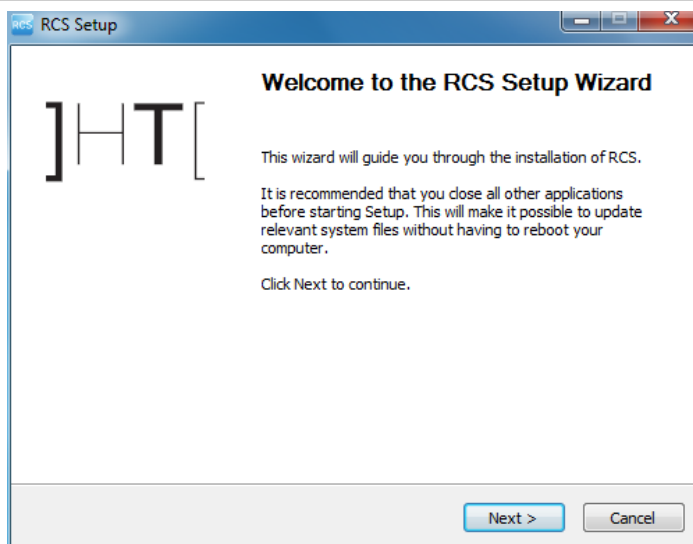 RCS RCS Setup
Welcome to the RCS Setup Wizard
]HT[
This wizard will guide you through the installation of RCS.
It is recommended that you close all other applications
before starting Setup. This will make it possible to update
relevant system files without having to reboot your
computer.
Click Next to continue.
Next > Cancel